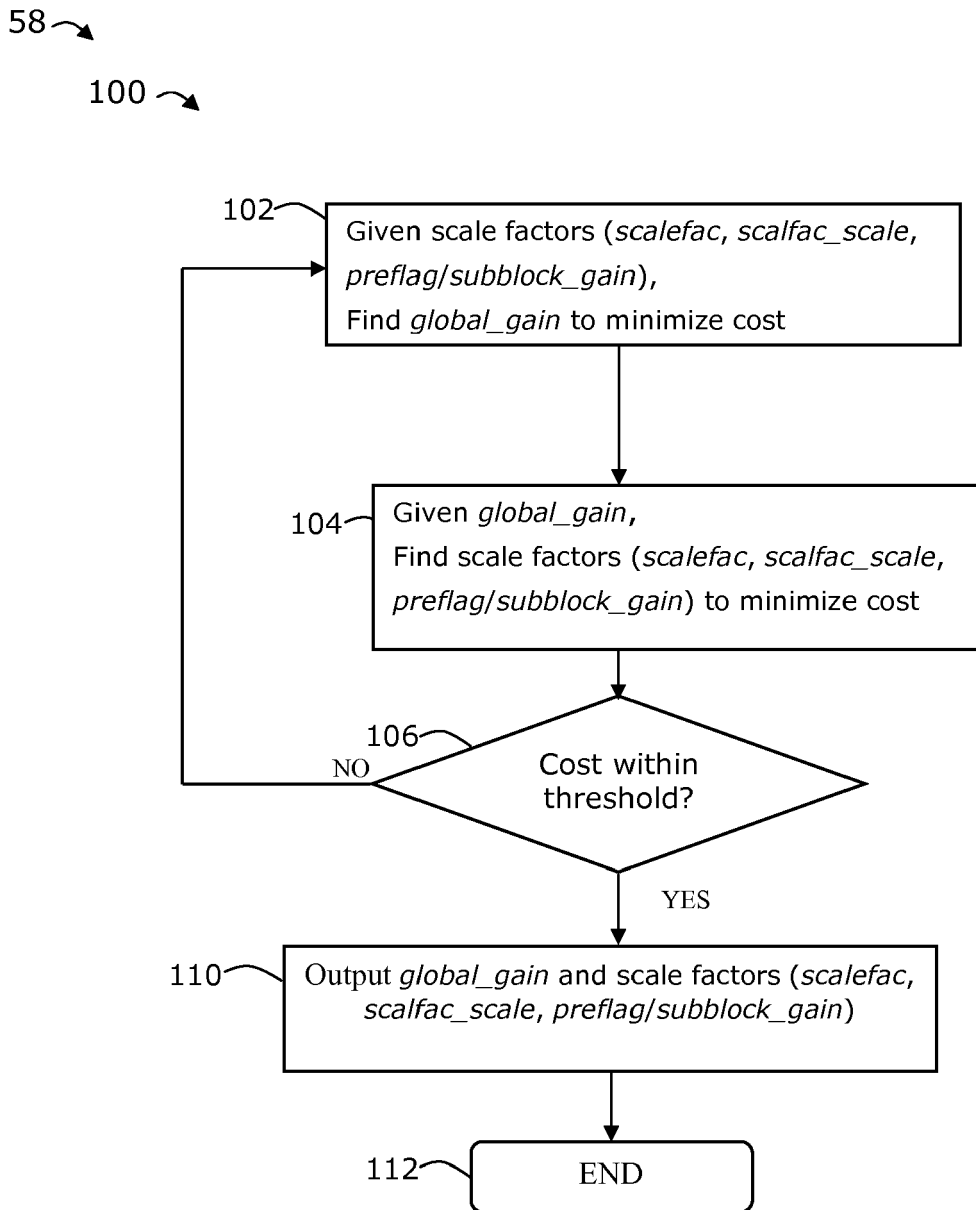 58
100
102
Given scale factors (scalefac, scalfac_scale,
preflag/subblock_gain),
Find global_gain to minimize cost
104
Given global_gain,
Find scale factors (scalefac, scalfac_scale,
preflag/subblock_gain) to minimize cost
106
NO
Cost within
threshold?
YES
110
Output global_gain and scale factors (scalefac,
scalfac_scale, preflag/subblock_gain)
112
END